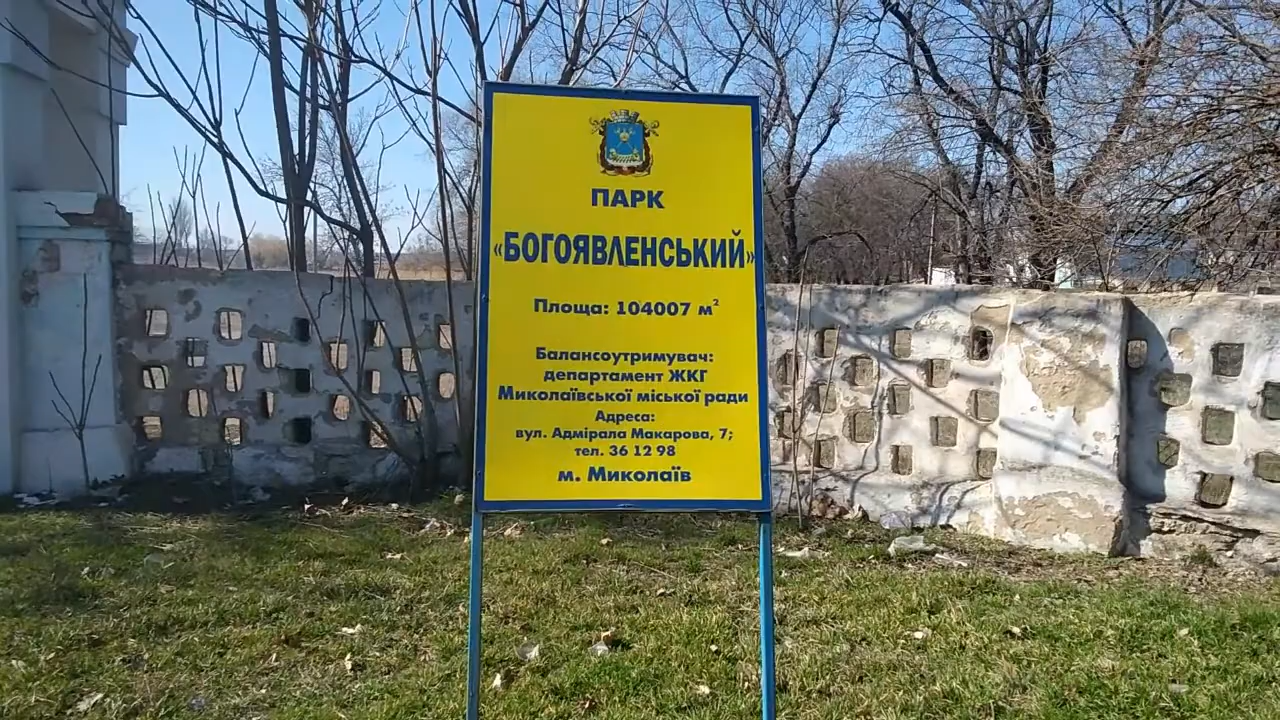 ПАРК
«БОГОЯВЛЕНСЬКИЙ»
Площа: 104007 м²
Балансоутримувач:
департамент ЖКГ
Миколаївської міської ради
Адреса:
вул. Адмірала Макарова, 7;
тел. 36 12 98
м. Миколаїв